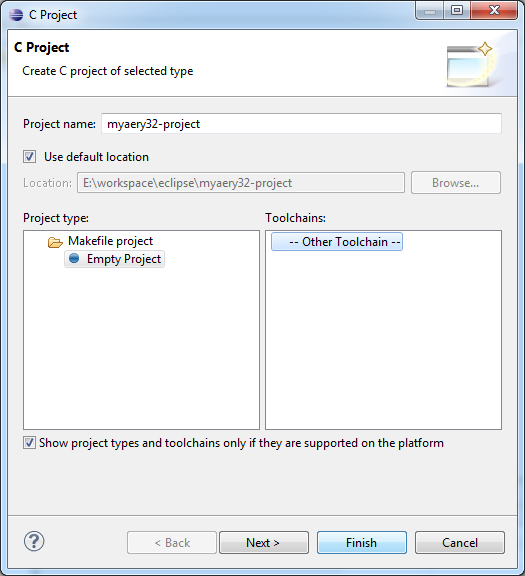 C Project
C Project
Create C project of selected type
Project name: myaery32-project
Use default location
Location: E:\workspace\eclipse\myaery32-project Browse...
Project type: Toolchains:
Makefile project -- Other Toolchain --
Empty Project
Show project types and toolchains only if they are supported on the platform
? < Back Next > Finish Cancel